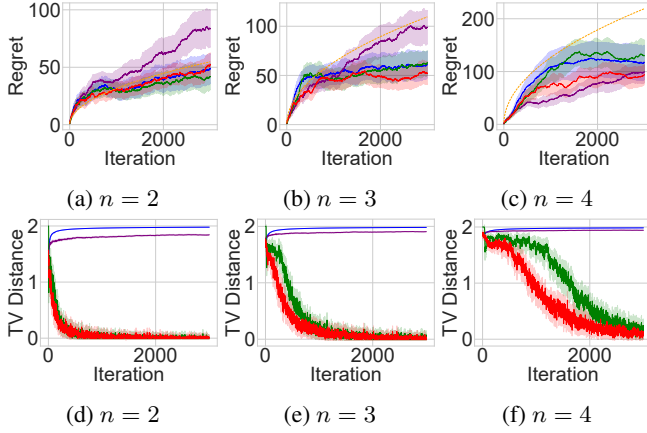 100
50
0
Regret
0
2000
Iteration
(a) n = 2
100
50
0
Regret
0
2000
Iteration
(b) n = 3
200
100
0
Regret
0
2000
Iteration
(c) n = 4
2
1
0
TV Distance
0
2000
Iteration
(d) n = 2
2
1
0
TV Distance
0
2000
Iteration
(e) n = 3
2
1
0
TV Distance
0
2000
Iteration
(f) n = 4